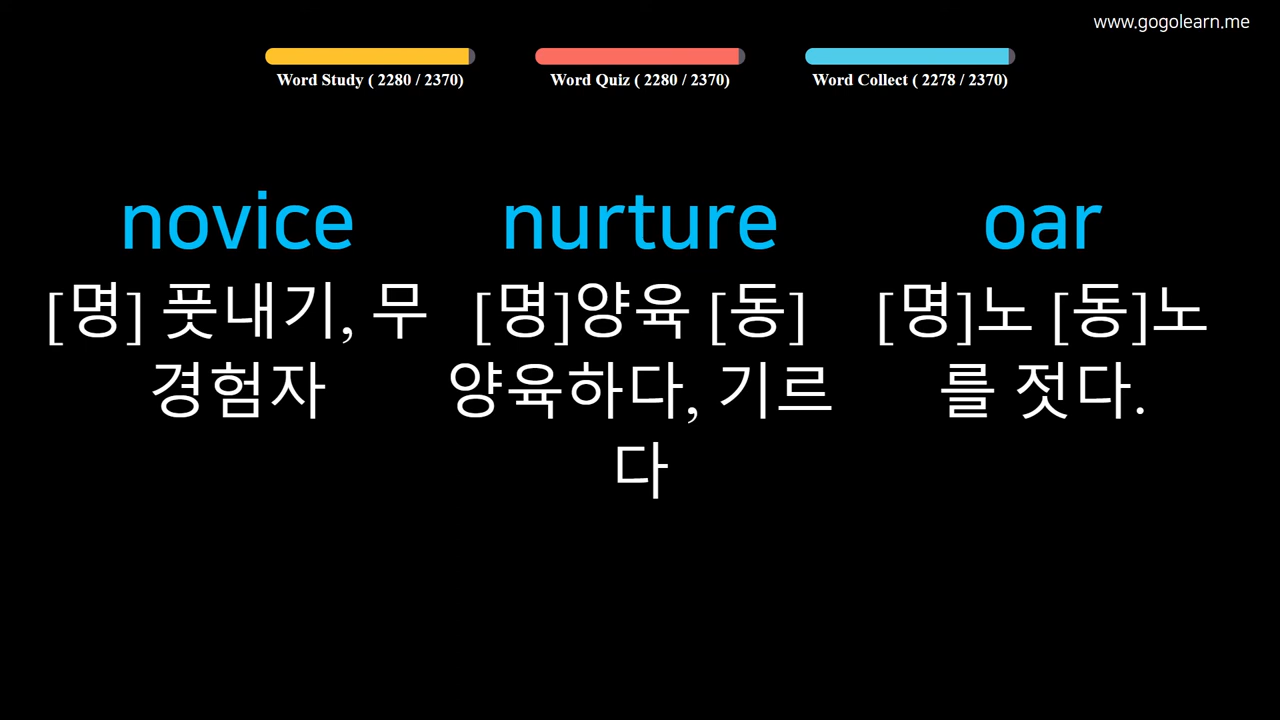 www.gogolearn.me
Word Study ( 2280 / 2370)
Word Quiz ( 2280 / 2370)
Word Collect ( 2278 / 2370)
novice
[명] 풋내기, 무
경험자
nurture
[명]양육 [동]
양육하다, 기르
다
oar
[명]노 [동]노
를 젓다.